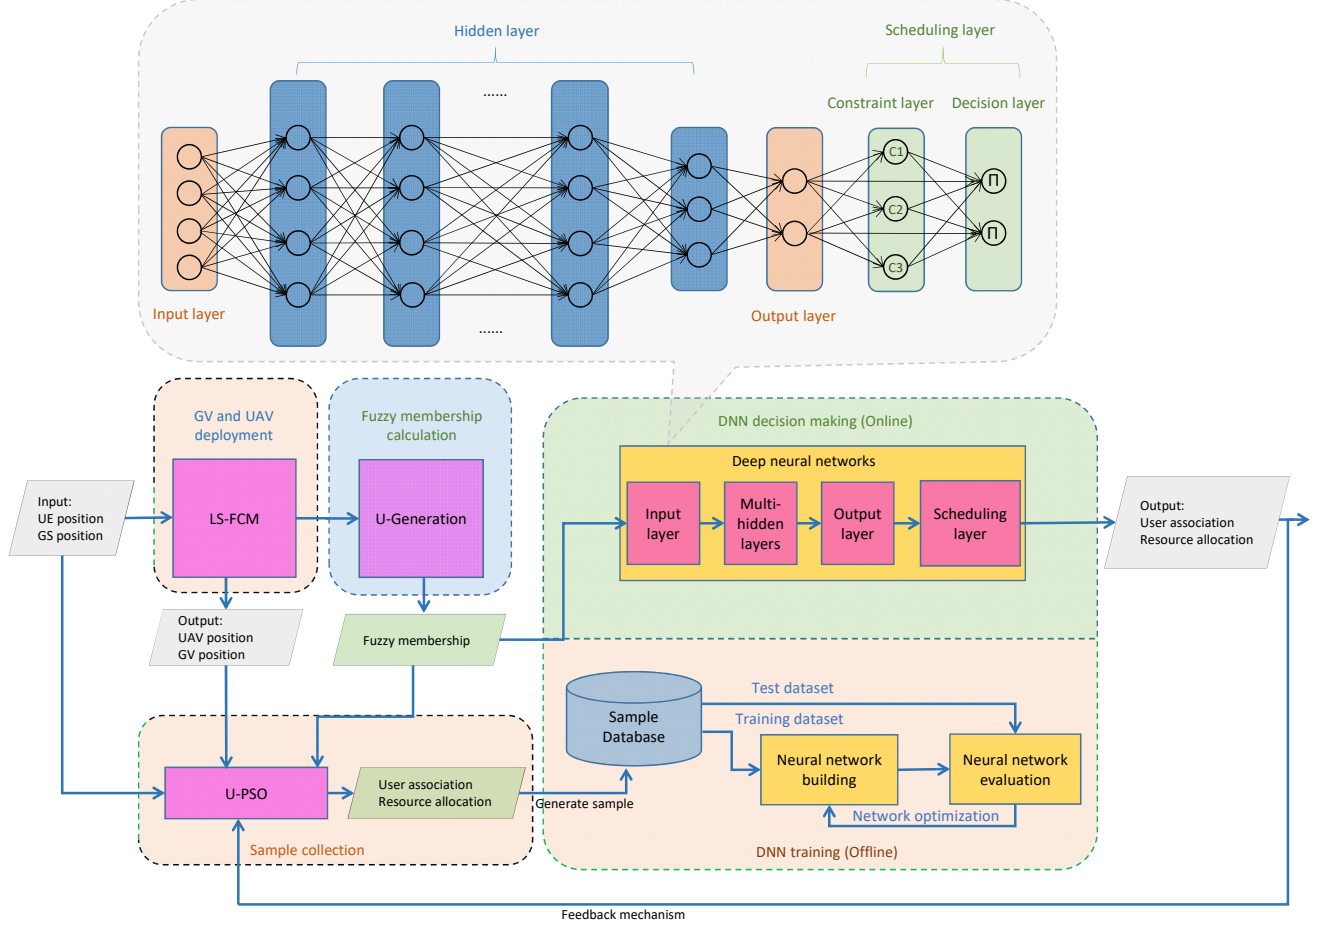 Hidden layer
Scheduling layer
......
Constraint layer
Decision layer
C1
C2
C3
Π
Π
Input layer
Output layer
......
GV and UAV
deployment
Fuzzy membership
calculation
DNN decision making (Online)
Deep neural networks
Input:
UE position
GS position
LS-FCM
U-Generation
Input
layer
Multi-
hidden
layers
Output
layer
Scheduling
layer
Output:
User association
Resource allocation
Output:
UAV position
GV position
Fuzzy membership
Sample
Database
Test dataset
Training dataset
Neural network
building
Neural network
evaluation
Network optimization
U-PSO
User association
Resource allocation
Generate sample
Sample collection
DNN training (Offline)
Feedback mechanism